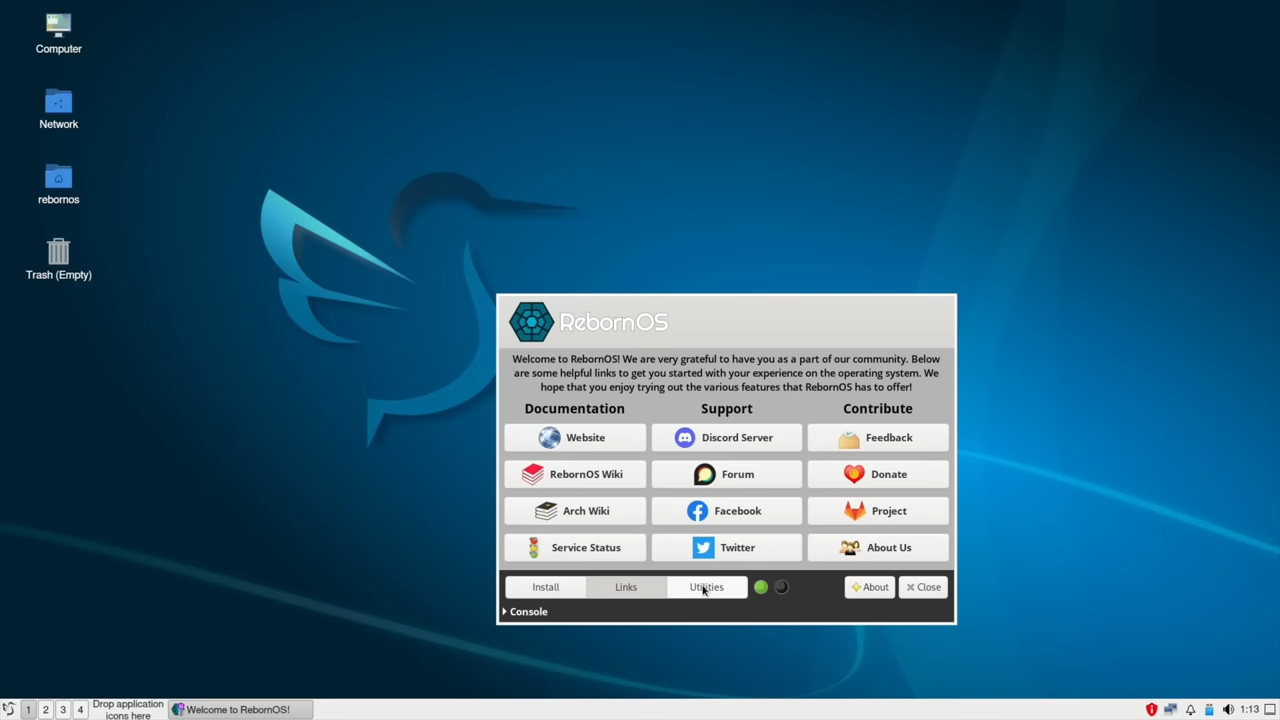 Computer
Network
rebornos
Trash (Empty)
RebornOS
Welcome to RebornOS! We are very grateful to have you as a part of our community. Below
are some helpful links to get you started with your experience on the operating system. We
hope that you enjoy trying out the various features that RebornOS has to offer!
Documentation Support Contribute
Website Discord Server Feedback
RebornOS Wiki Forum Donate
Arch Wiki Facebook Project
Service Status Twitter About Us
Install Links Utilities About Close
Console
1 2 3 4 Drop application
icons here
Welcome to RebornOS!
1:13